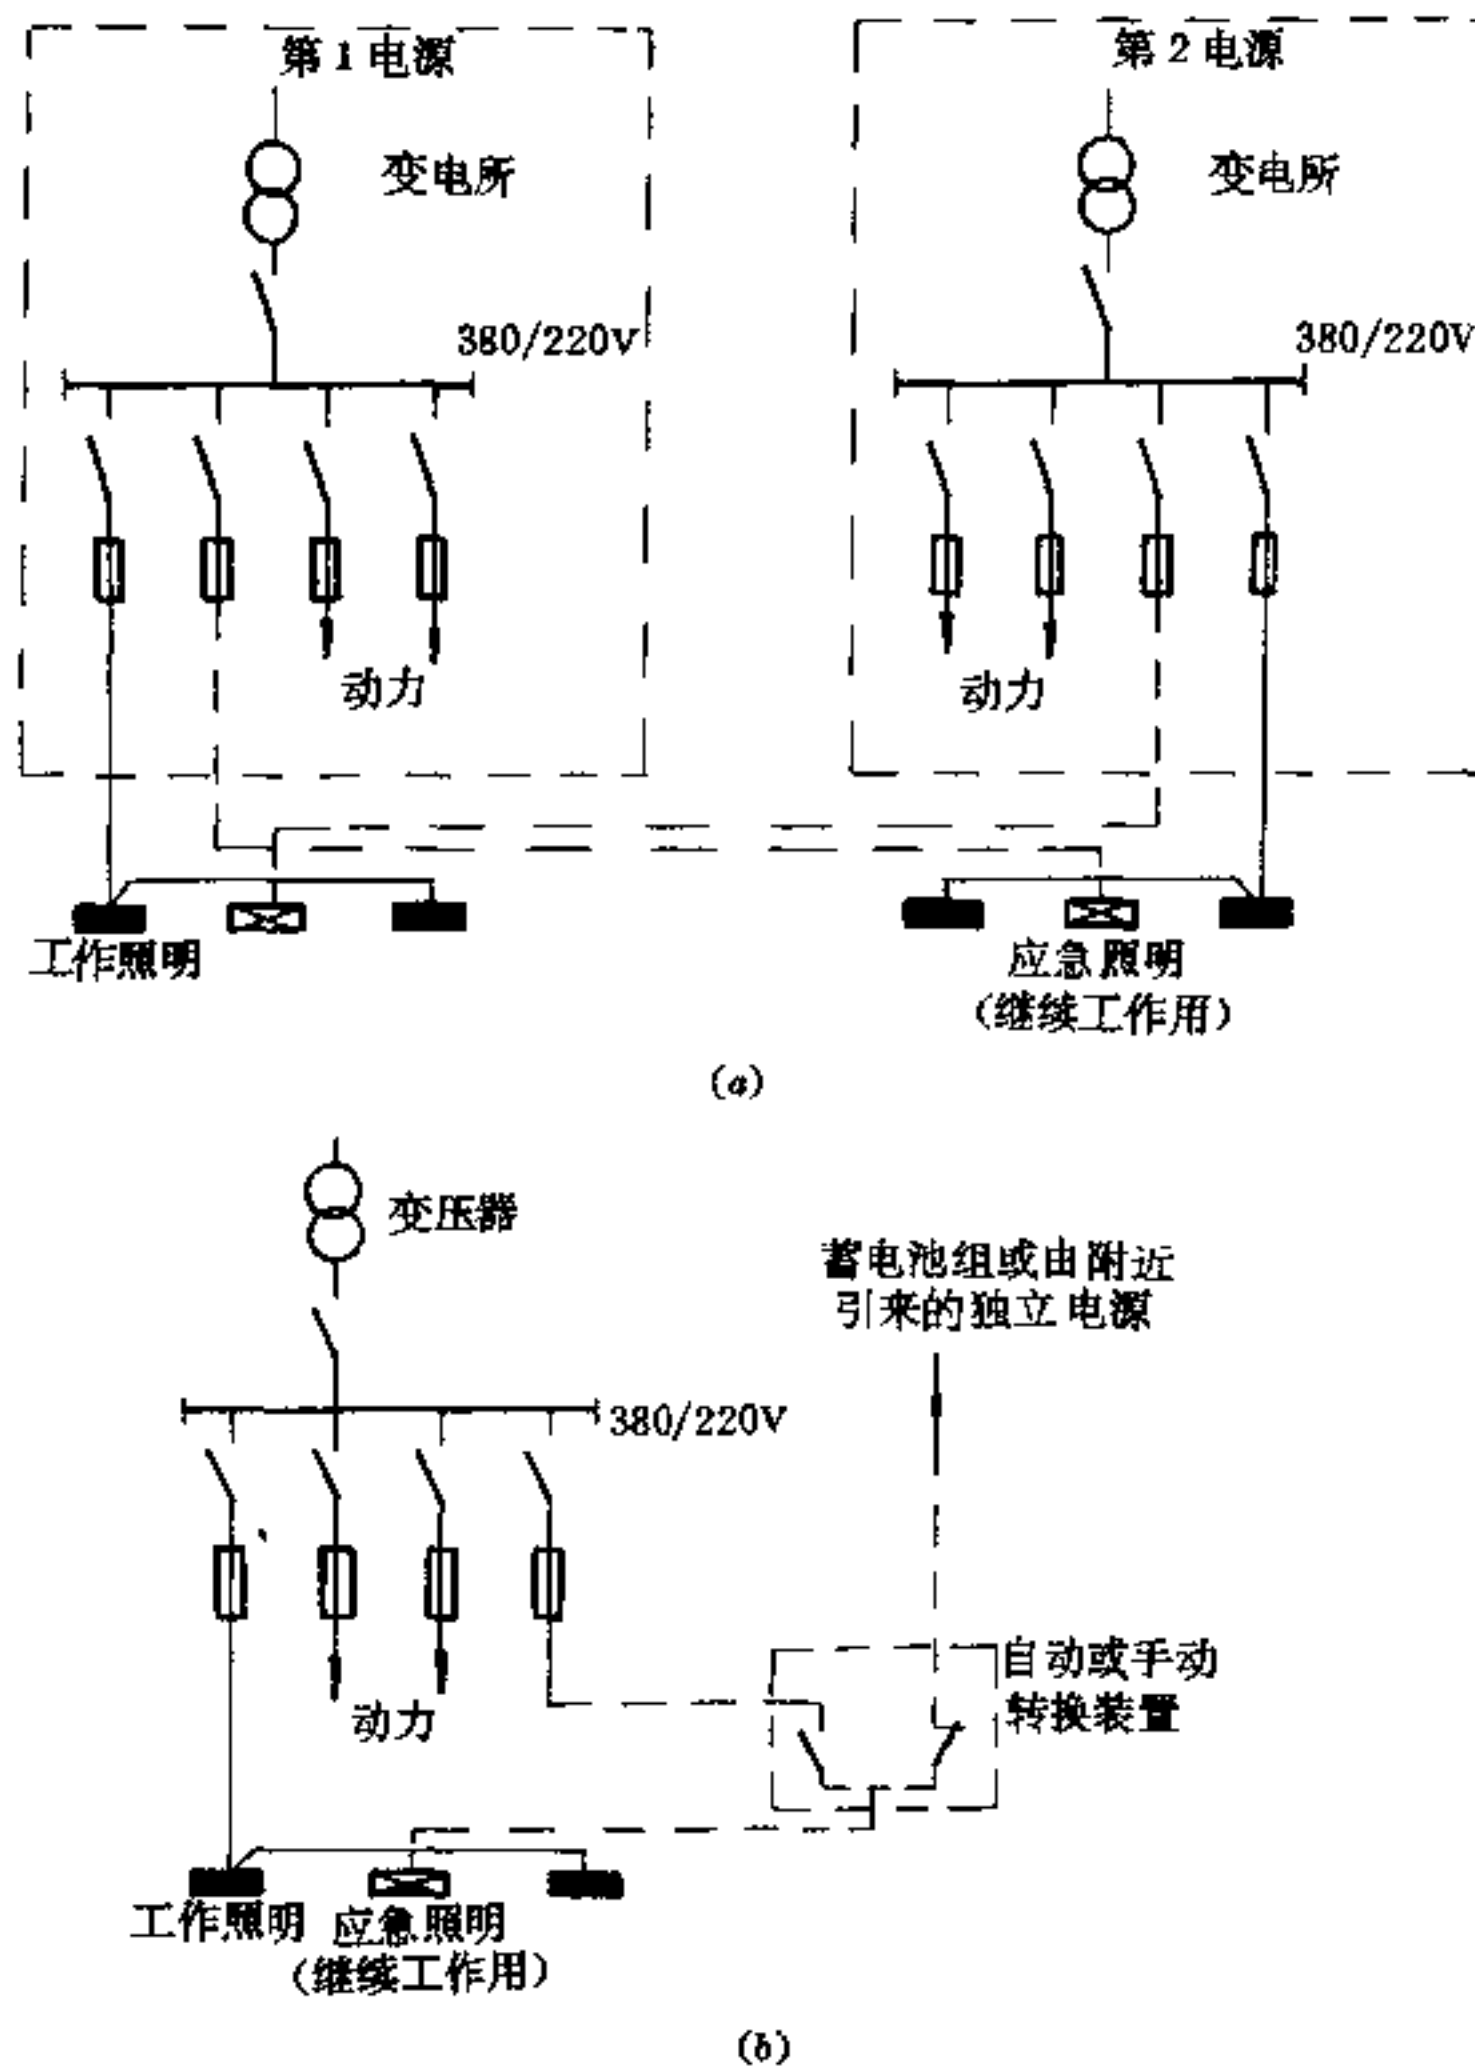 第1电源
第2电源
变电所
变电所
380/220V
380/220V
动力
动力
工作照明
应急照明
(继续工作用)
(a)
变压器
蓄电池组或由附近
引来的独立电源
380/220V
自动或手动
转换装置
动力
工作照明
应急照明
(继续工作用)
(b)